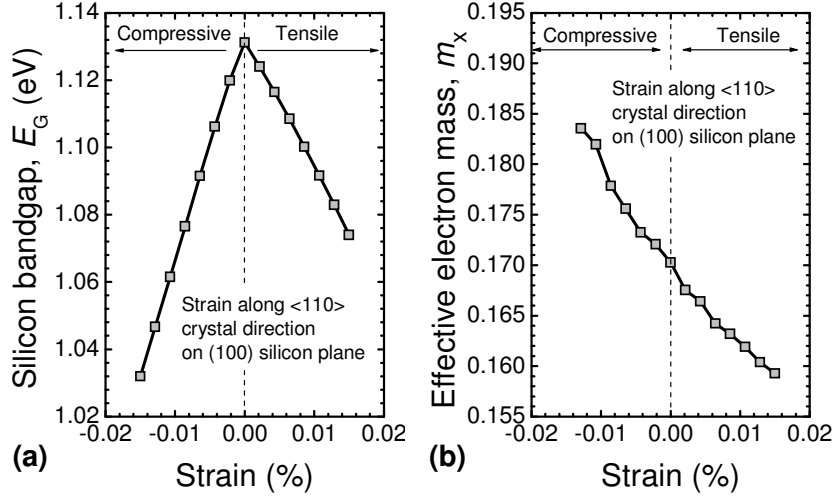 1.14
1.12
1.10
1.08
1.06
1.04
1.02
Silicon bandgap, E_G (eV)
Compressive
Tensile
Strain along <110>
crystal direction
on (100) silicon plane
-0.02 -0.01 0.00 0.01 0.02
(a)
Strain (%)
0.195
0.190
0.185
0.180
0.175
0.170
0.165
0.160
0.155
Effective electron mass, m_x
Compressive
Tensile
Strain along <110>
crystal direction
on (100) silicon plane
-0.02 -0.01 0.00 0.01 0.02
(b)
Strain (%)